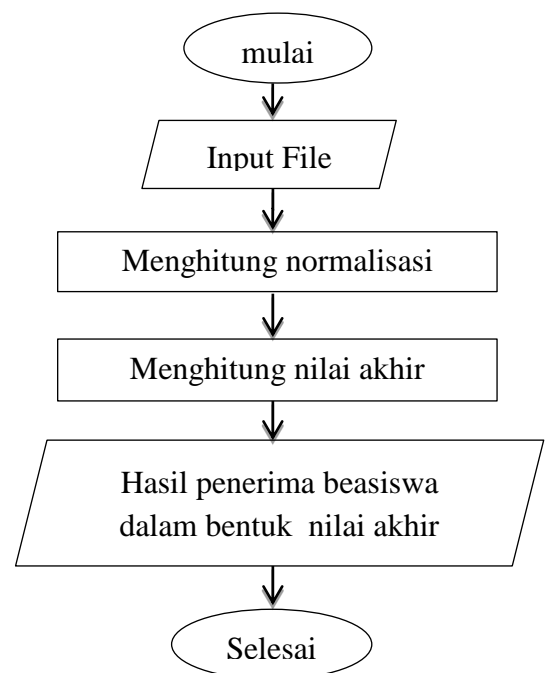 mulai
Input File
Menghitung normalisasi
Menghitung nilai akhir
Hasil penerima beasiswa
dalam bentuk nilai akhir
Selesai